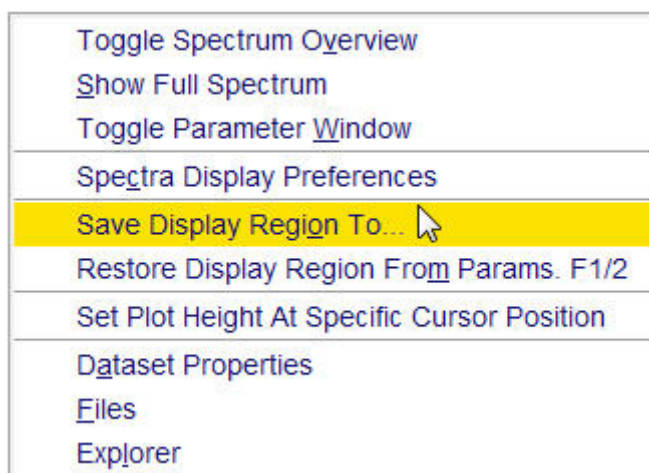 Toggle Spectrum Overview
Show Full Spectrum
Toggle Parameter Window
Spectra Display Preferences
Save Display Region To...
Restore Display Region From Params. F1/2
Set Plot Height At Specific Cursor Position
Dataset Properties
Files
Explorer